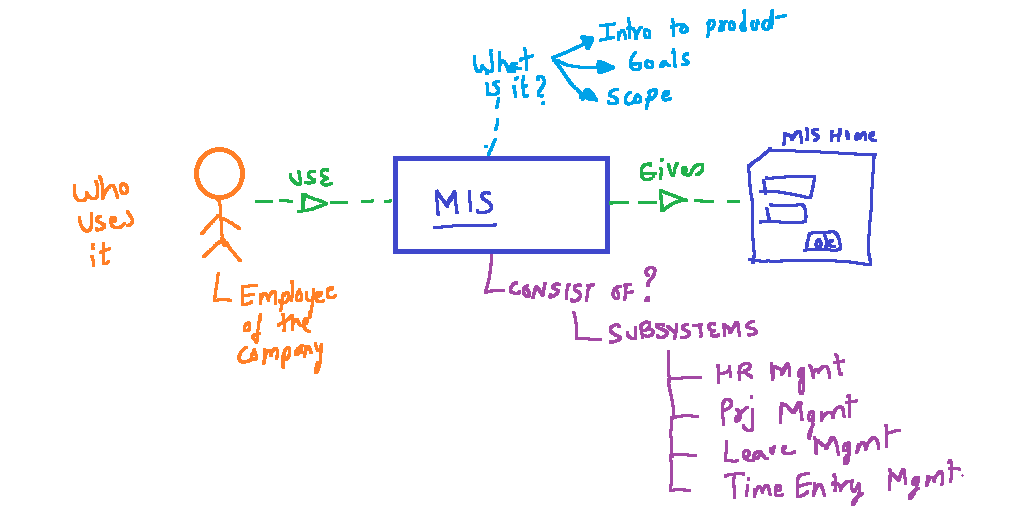 What
is it?
Intro to product
Goals
Scope
Who
uses
it
Employee
of the
company
USE
MIS
Gives
MIS Home
ok
CONSIST OF?
SUBSYSTEMS
HR Mgmt
Prj Mgmt
Leave Mgmt
Time Entry Mgmt.